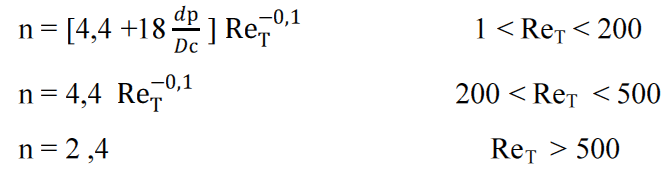 n = [4,4 +18 dp/Dc ] Re_T^−0,1 1 < Re_T < 200
n = 4,4 Re_T^−0,1 200 < Re_T < 500
n = 2 ,4 Re_T > 500